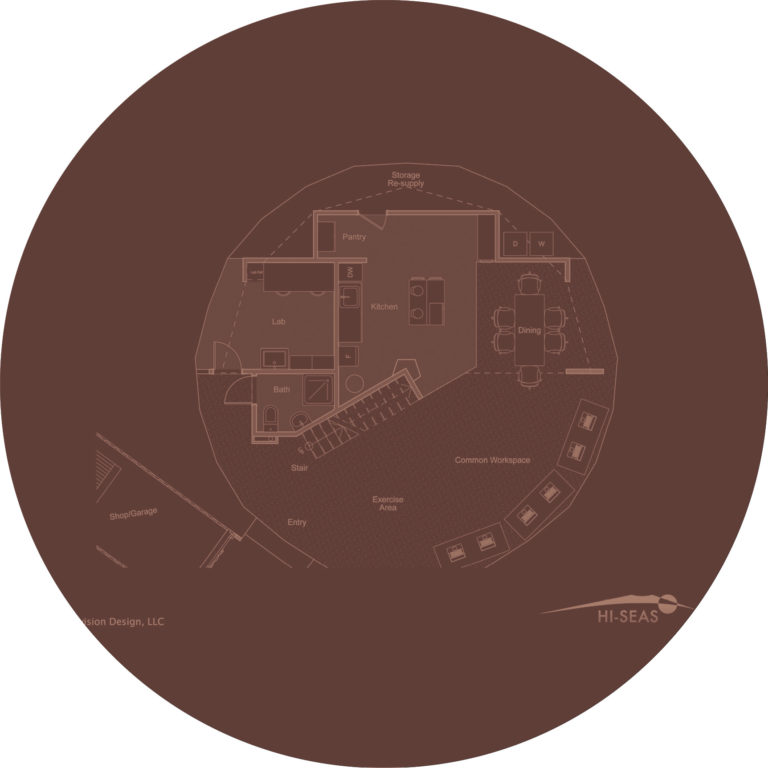 Storage
Re-supply
Pantry
D
W
DW
Kitchen
Lab
Dining
F
Bath
Stair
Common Workspace
Exercise
Area
Shop/Garage
Entry
ision Design, LLC
HI-SEAS